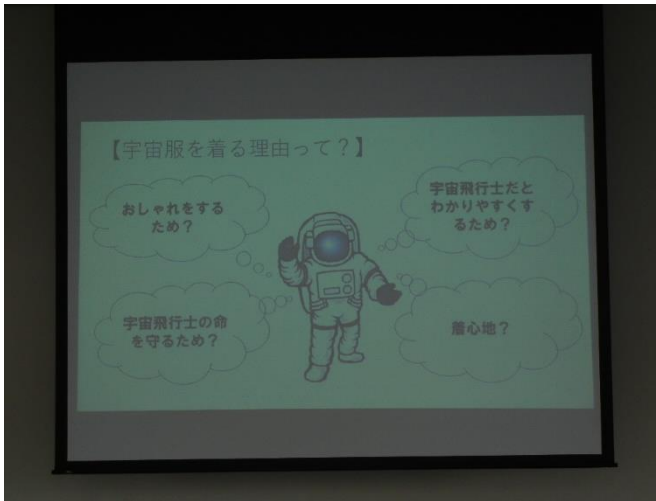 【宇宙服を着る理由って？】
おしゃれをする
ため？
宇宙飛行士だと
わかりやすくす
るため？
宇宙飛行士の命
を守るため？
着心地？